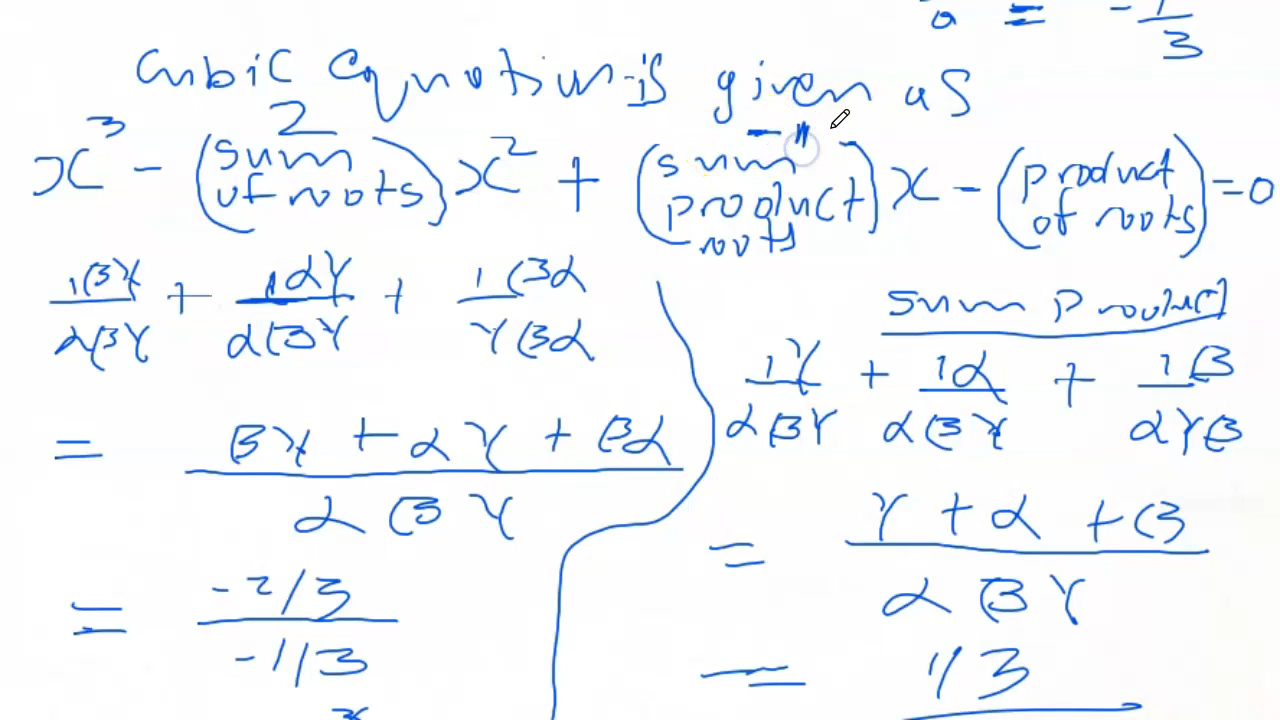 a = -1/3
Cubic Equation is given as
2 - "
x³ - (sum of roots) x² + (sum product roots) x - (product of roots) = 0
1βγ/αβγ + 1αγ/αβγ + 1βα/γβα
= βγ + αγ + βα / αβγ
= -2/3 / -1/3
Sum Product
1γ/αβγ + 1α/αβγ + 1β/αγβ
= γ + α + β / αβγ
= 1/3